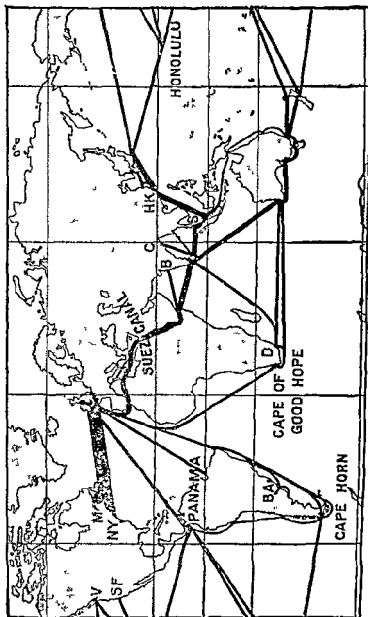 V
SF
M
NY
PANAMA
BA
CAPE HORN
L
SUEZ CANAL
B
C
HK
S
D
CAPE OF
GOOD HOPE
HONOLULU